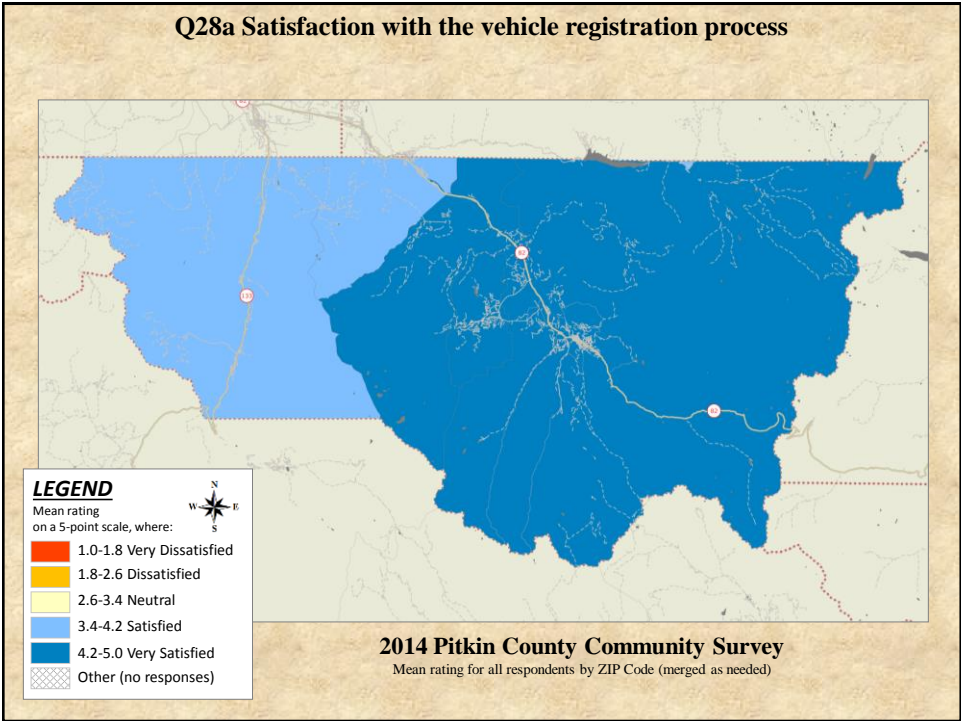 Q28a Satisfaction with the vehicle registration process
82
133
82
LEGEND
Mean rating
on a 5-point scale, where:
N
W E
S
1.0-1.8 Very Dissatisfied
1.8-2.6 Dissatisfied
2.6-3.4 Neutral
3.4-4.2 Satisfied
4.2-5.0 Very Satisfied
Other (no responses)
2014 Pitkin County Community Survey
Mean rating for all respondents by ZIP Code (merged as needed)